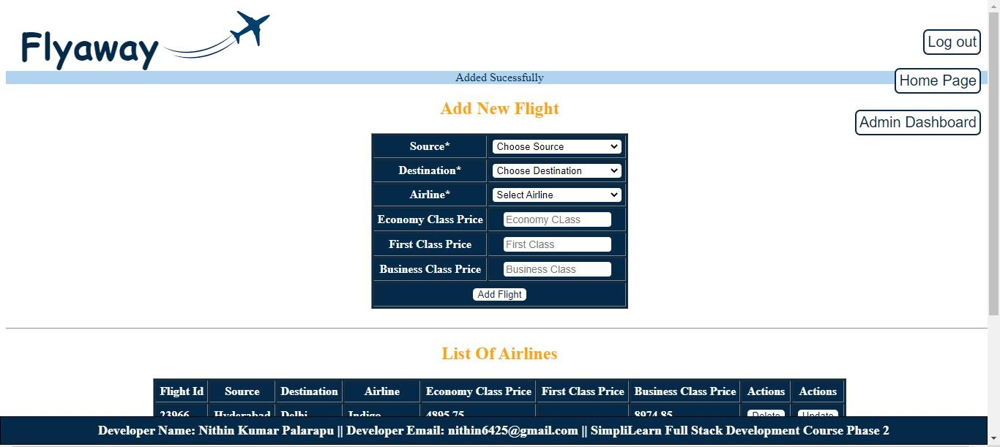 Flyaway
Log out
Added Sucessfully
Home Page
Add New Flight
Admin Dashboard
Source* Choose Source
Destination* Choose Destination
Airline* Select Airline
Economy Class Price Economy CLass
First Class Price First Class
Business Class Price Business Class
Add Flight
List Of Airlines
Flight Id Source Destination Airline Economy Class Price First Class Price Business Class Price Actions Actions
23966 Hyderabad Delhi Indigo 4895.75 8974.85 Delete Update
Developer Name: Nithin Kumar Palarapu || Developer Email: nithin6425@gmail.com || SimpliLearn Full Stack Development Course Phase 2